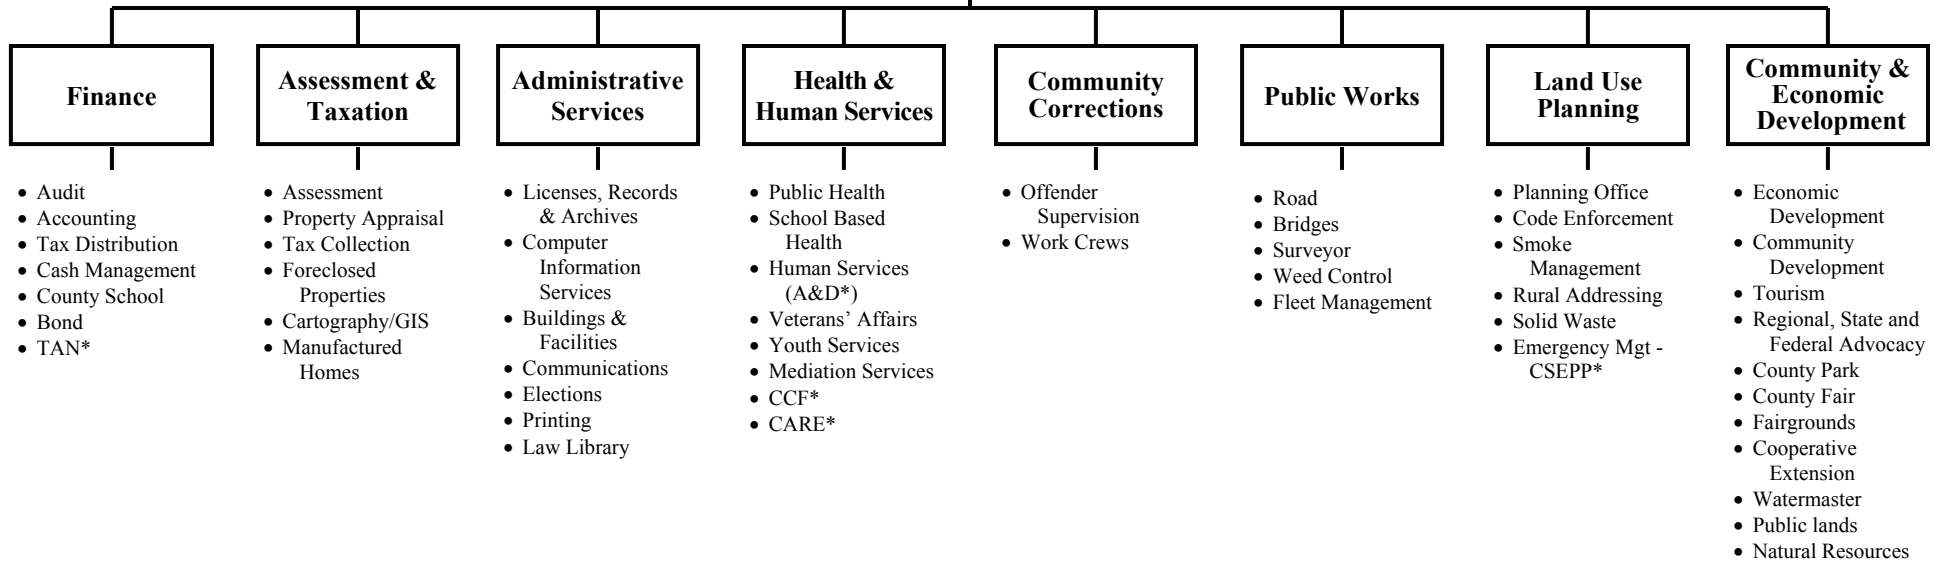 Finance
Assessment &
Taxation
Administrative
Services
Health &
Human Services
Community
Corrections
Public Works
Land Use
Planning
Community &
Economic
Development
• Audit
• Accounting
• Tax Distribution
• Cash Management
• County School
• Bond
• TAN*
• Assessment
• Property Appraisal
• Tax Collection
• Foreclosed
Properties
• Cartography/GIS
• Manufactured
Homes
• Licenses, Records
& Archives
• Computer
Information
Services
• Buildings &
Facilities
• Communications
• Elections
• Printing
• Law Library
• Public Health
• School Based
Health
• Human Services
(A&D*)
• Veterans’ Affairs
• Youth Services
• Mediation Services
• CCF*
• CARE*
• Offender
Supervision
• Work Crews
• Road
• Bridges
• Surveyor
• Weed Control
• Fleet Management
• Planning Office
• Code Enforcement
• Smoke
Management
• Rural Addressing
• Solid Waste
• Emergency Mgt -
CSEPP*
• Economic
Development
• Community
Development
• Tourism
• Regional, State and
Federal Advocacy
• County Park
• County Fair
• Fairgrounds
• Cooperative
Extension
• Watermaster
• Public lands
• Natural Resources